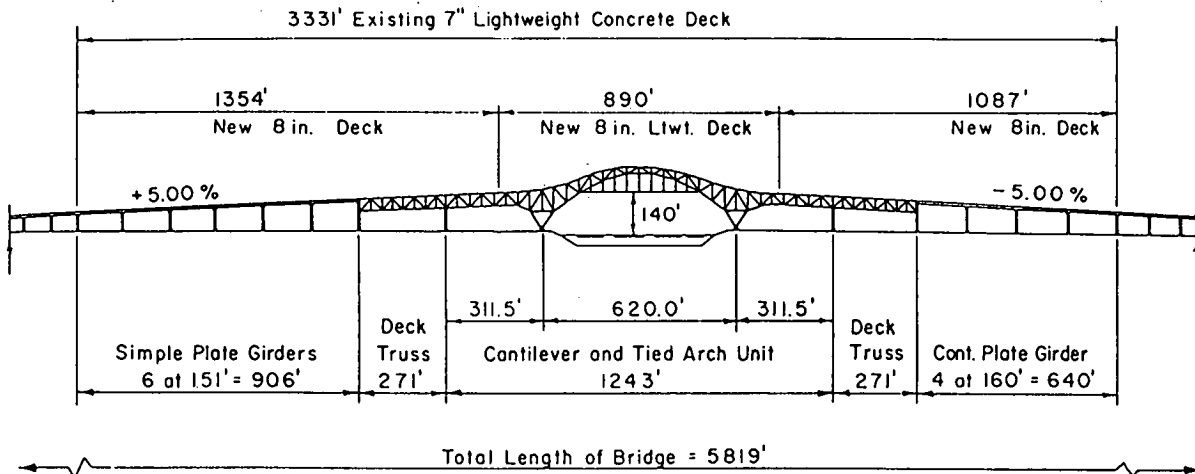 3331' Existing 7" Lightweight Concrete Deck
1354' 890' 1087'
New 8 in. Deck New 8 in. Ltwt. Deck New 8in. Deck
+5.00 % -5.00 %
140'
311.5' 620.0' 311.5'
Deck Deck
Simple Plate Girders Truss Cantilever and Tied Arch Unit Truss Cont. Plate Girder
6 at 151' = 906' 271' 1243' 271' 4 at 160' = 640'
Total Length of Bridge = 5819'